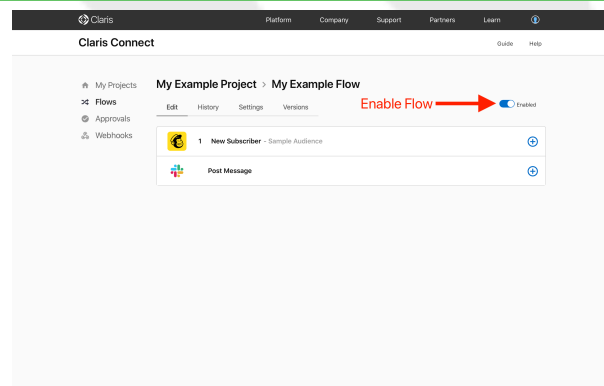 Claris Platform Company Support Partners Learn
Claris Connect Guide Help
My Projects
Flows
Approvals
Webhooks
My Example Project > My Example Flow
Edit History Settings Versions
Enable Flow
Enabled
1 New Subscriber - Sample Audience
Post Message